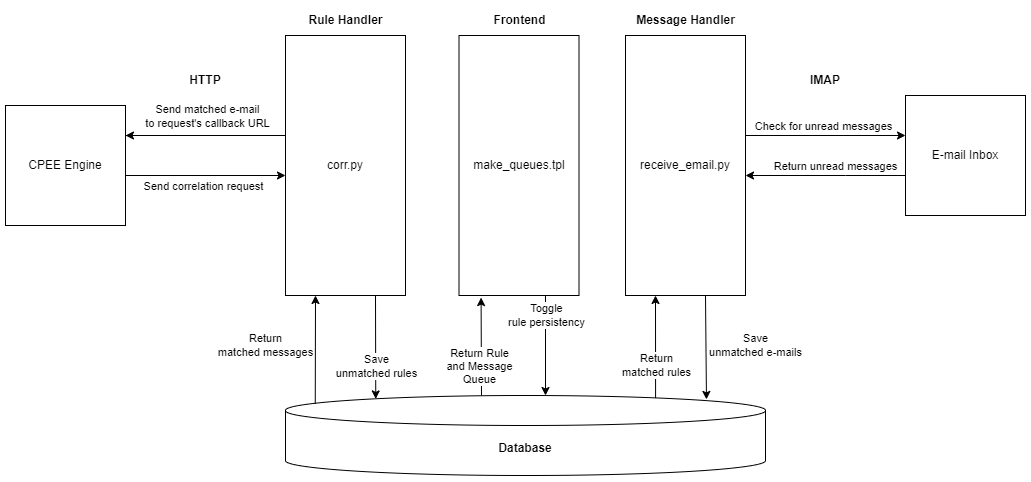 Rule Handler
Frontend
Message Handler
HTTP
IMAP
Send matched e-mail
to request's callback URL
Check for unread messages
CPEE Engine
corr.py
make_queues.tpl
receive_email.py
E-mail Inbox
Return unread messages
Send correlation request
Toggle
rule persistency
Return
matched messages
Save
unmatched rules
Return Rule
and Message
Queue
Return
matched rules
Save
unmatched e-mails
Database